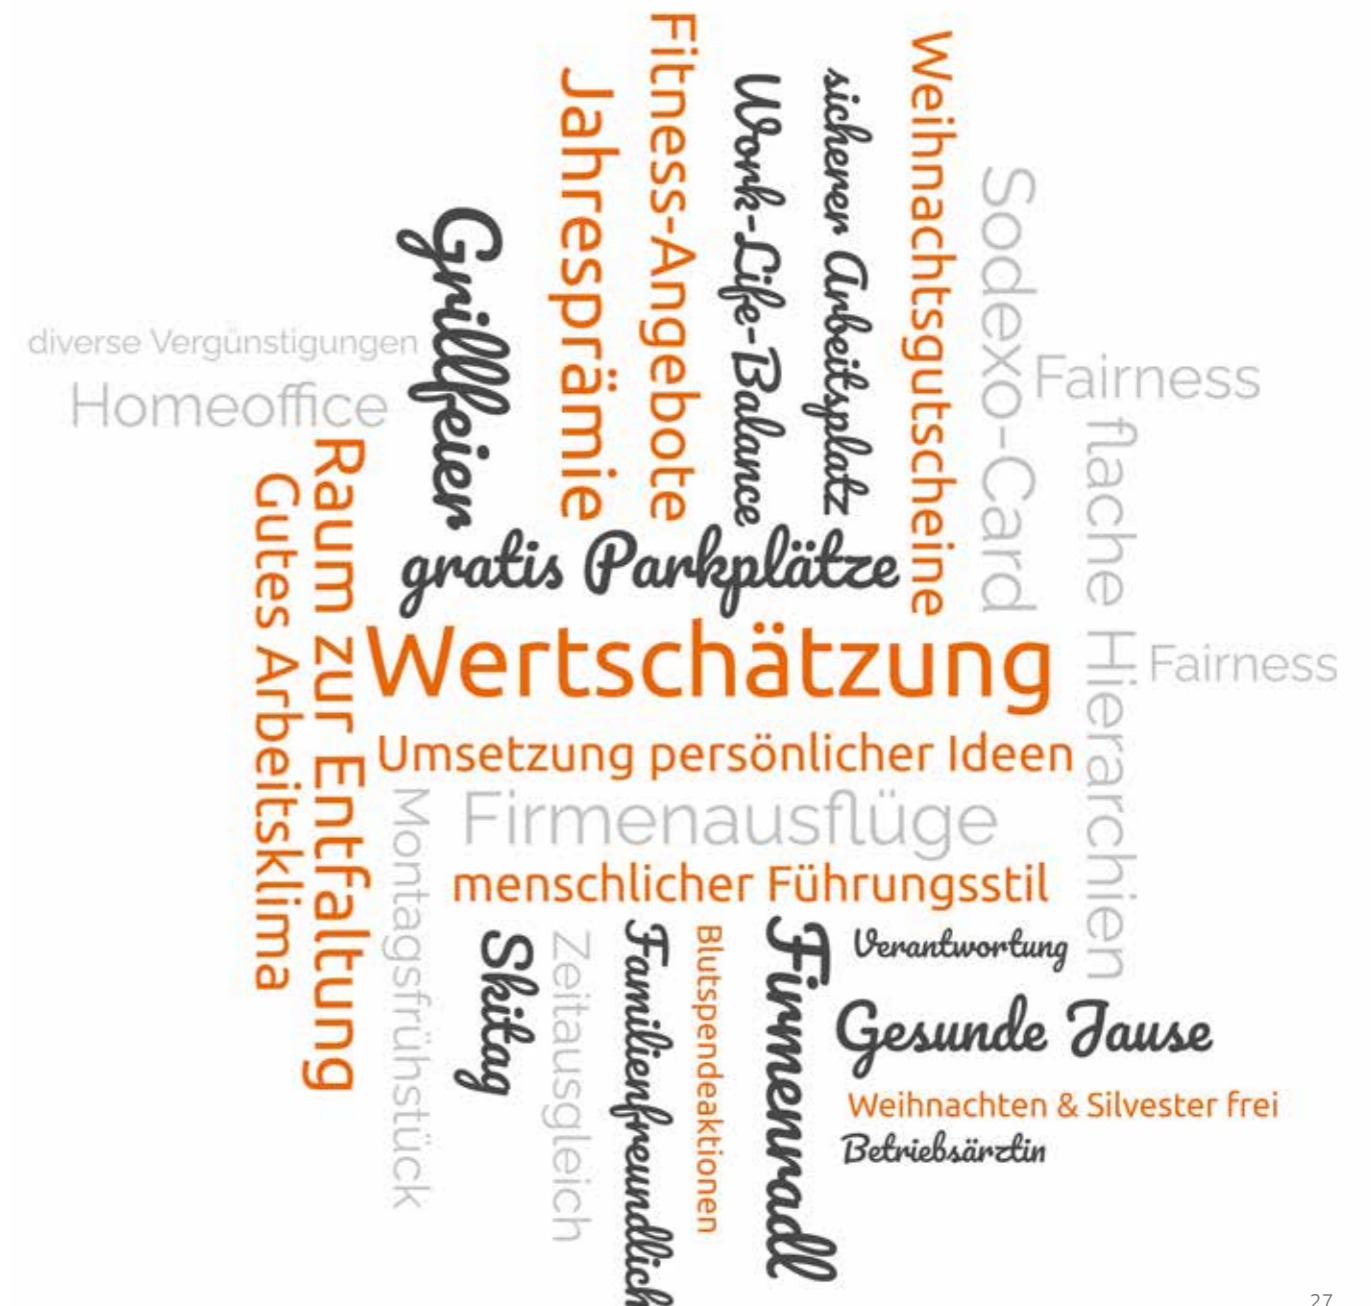 Fitness-Angebote
Jahresprämie
Work-Life-Balance
sicherer Arbeitsplatz
Weihnachtsgutscheine
Sodexo-Card
Grillfeier
diverse Vergünstigungen
Homeoffice
Fairness
flache Hierarchien
Raum zur Entfaltung
Gutes Arbeitsklima
gratis Parkplätze
Wertschätzung
Fairness
Umsetzung persönlicher Ideen
Montagsfrühstück
Firmenausflüge
menschlicher Führungsstil
Skitag
Zeitausgleich
Familienfreundlich
Blutspendeaktionen
Firmenradl
Verantwortung
Gesunde Jause
Weihnachten & Silvester frei
Betriebsärztin
27